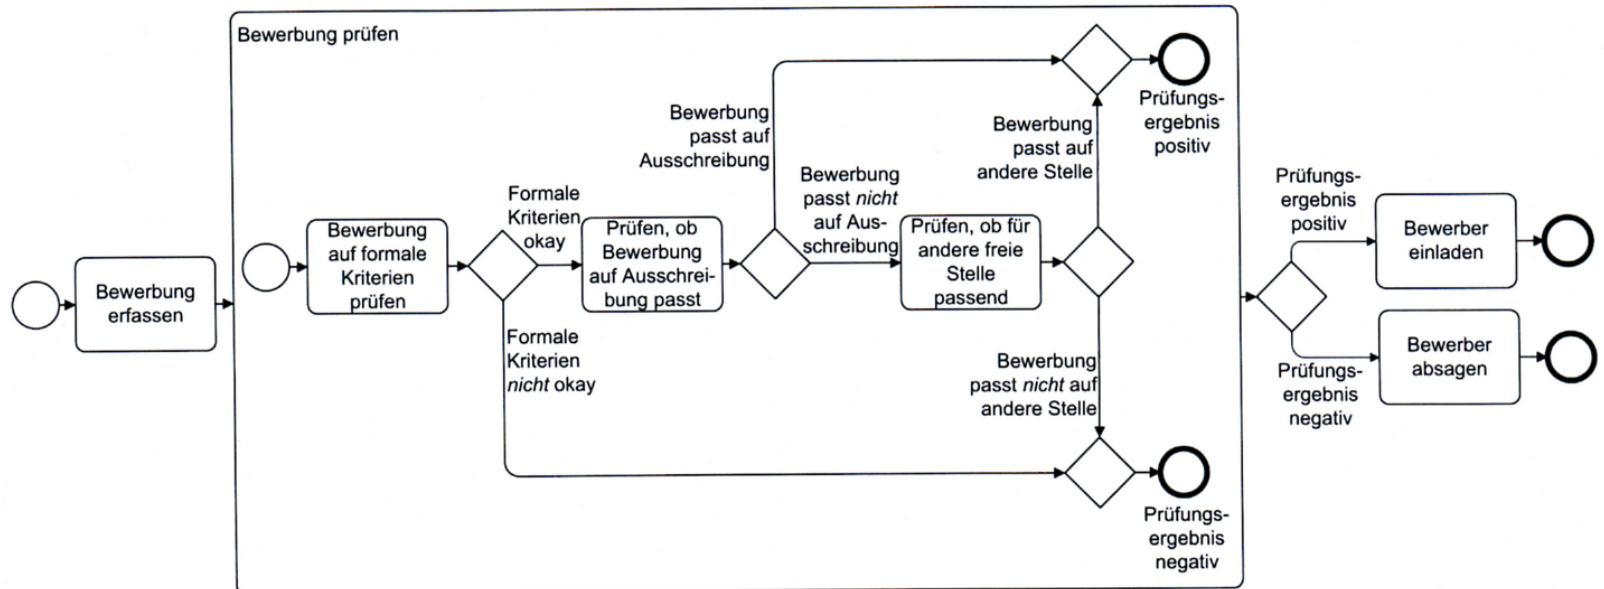 Bewerbung
erfassen
Bewerbung prüfen
Bewerbung
auf formale
Kriterien
prüfen
Formale
Kriterien
okay
Formale
Kriterien
nicht okay
Prüfen, ob
Bewerbung
auf Ausschrei-
bung passt
Bewerbung
passt auf
Ausschreibung
Bewerbung
passt nicht
auf Aus-
schreibung
Prüfen, ob für
andere freie
Stelle
passend
Bewerbung
passt auf
andere Stelle
Bewerbung
passt nicht auf
andere Stelle
Prüfungs-
ergebnis
positiv
Prüfungs-
ergebnis
negativ
Prüfungs-
ergebnis
positiv
Bewerber
einladen
Prüfungs-
ergebnis
negativ
Bewerber
absagen